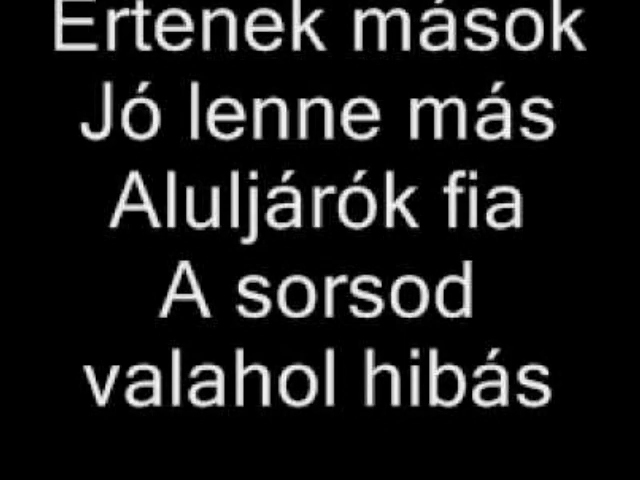 Értenek mások
Jó lenne más
Aluljárók fia
A sorsod
valahol hibás